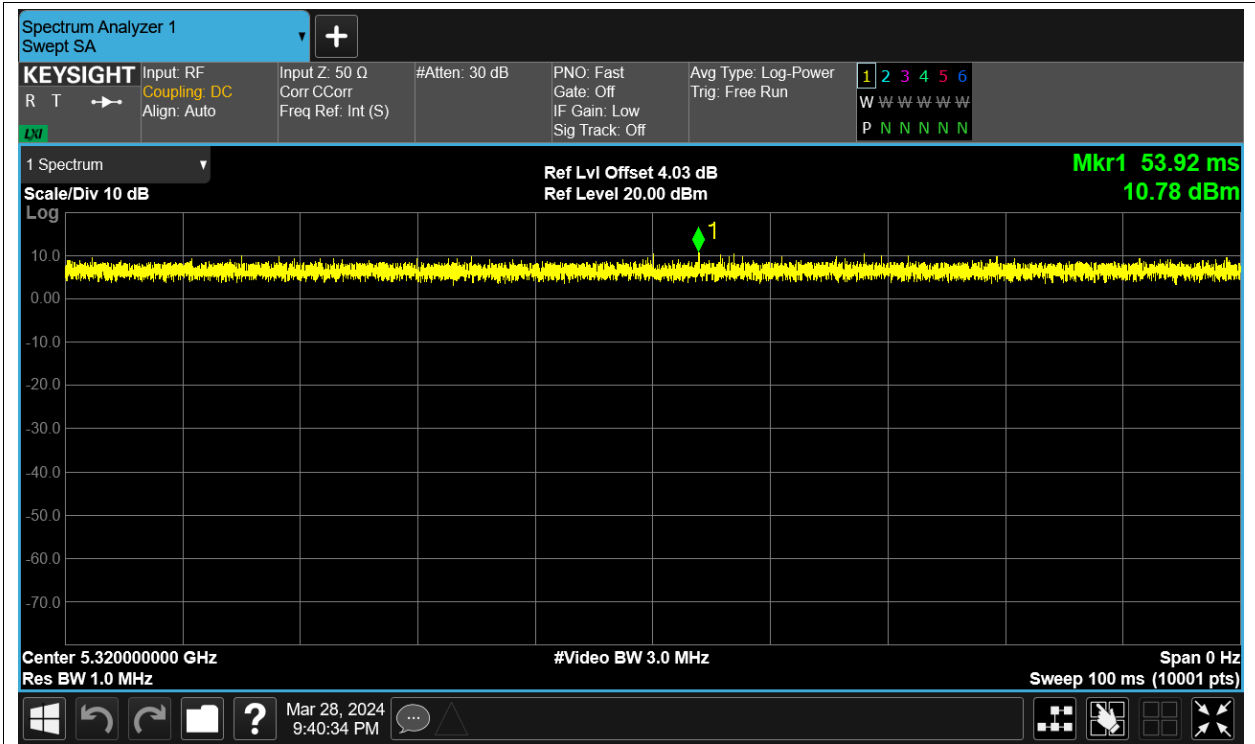 Spectrum Analyzer 1
Swept SA
+
KEYSIGHT
R T
LXI
Input: RF
Coupling: DC
Align: Auto
Input Z: 50 Ω
Corr CCorr
Freq Ref: Int (S)
#Atten: 30 dB
PNO: Fast
Gate: Off
IF Gain: Low
Sig Track: Off
Avg Type: Log-Power
Trig: Free Run
1 2 3 4 5 6
W W W W W W
P N N N N N
1 Spectrum
Scale/Div 10 dB
Ref Lvl Offset 4.03 dB
Ref Level 20.00 dBm
Mkr1 53.92 ms
10.78 dBm
Log
1
10.0
0.00
-10.0
-20.0
-30.0
-40.0
-50.0
-60.0
-70.0
Center 5.320000000 GHz
#Video BW 3.0 MHz
Span 0 Hz
Res BW 1.0 MHz
Sweep 100 ms (10001 pts)
?
Mar 28, 2024
9:40:34 PM